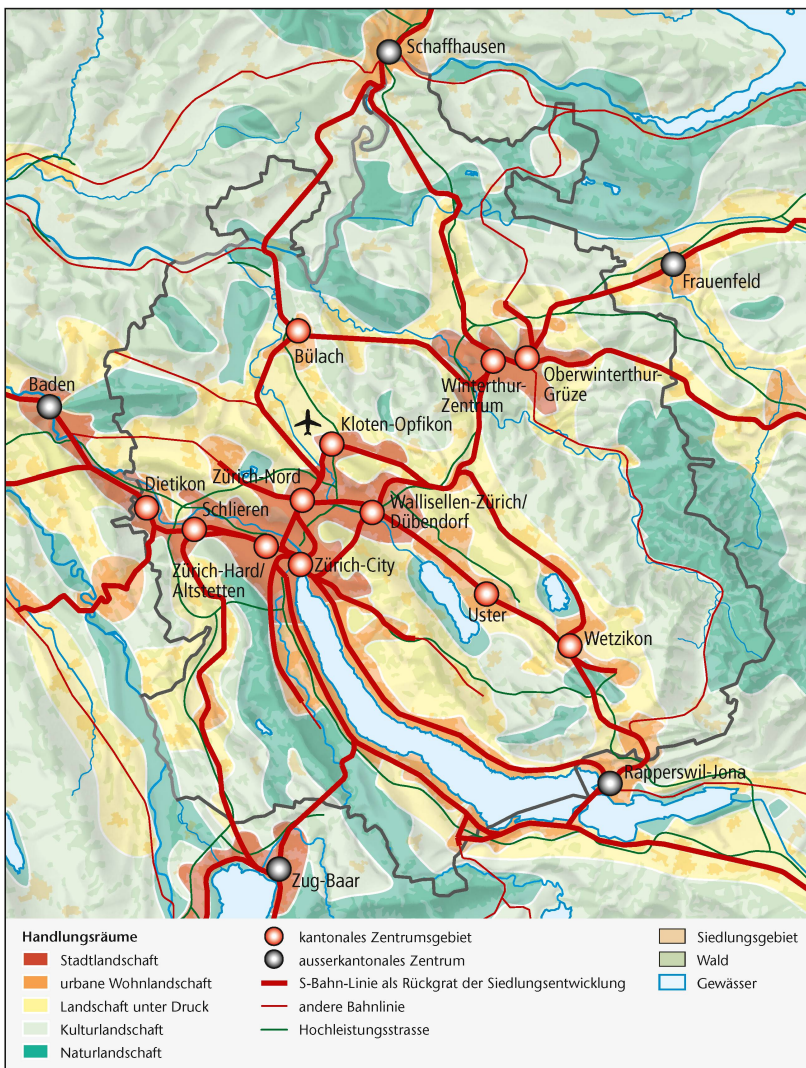 Schaffhausen
Frauenfeld
Bülach
Winterthur-
Zentrum
Oberwinterthur-
Grüze
Baden
Kloten-Opfikon
Dietikon
Zürich-Nord
Schlieren
Wallisellen-Zürich/
Dübendorf
Zürich-Hard/
Altstetten
Zürich-City
Uster
Wetzikon
Rapperswil-Jona
Zug-Baar
Handlungsräume
Stadtlandschaft
urbane Wohnlandschaft
Landschaft unter Druck
Kulturlandschaft
Naturlandschaft
kantonales Zentrumsgebiet
ausserkantonales Zentrum
S-Bahn-Linie als Rückgrat der Siedlungsentwicklung
andere Bahnlinie
Hochleistungsstrasse
Siedlungsgebiet
Wald
Gewässer